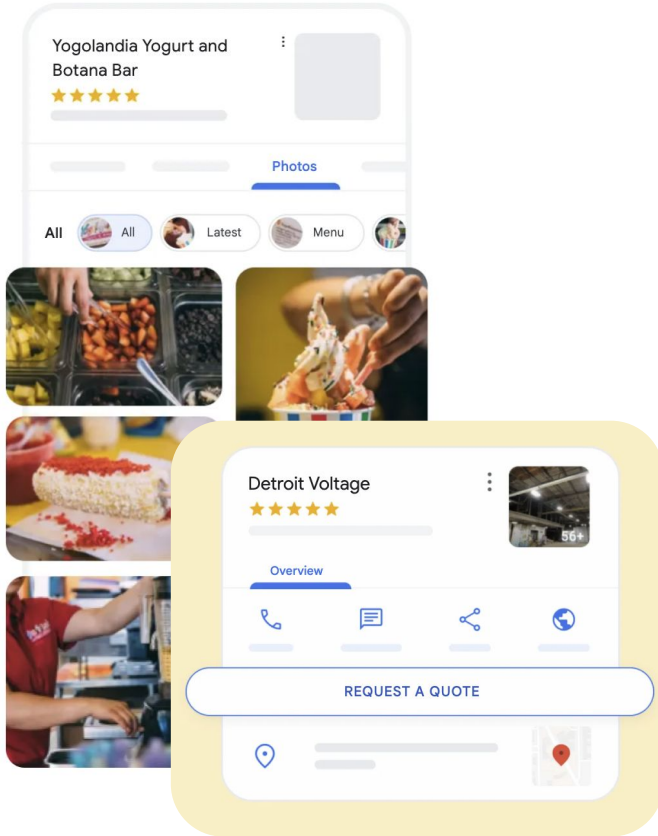 Yogolandia Yogurt and
Botana Bar
Photos
All
All
Latest
Menu
Detroit Voltage
56+
Overview
REQUEST A QUOTE